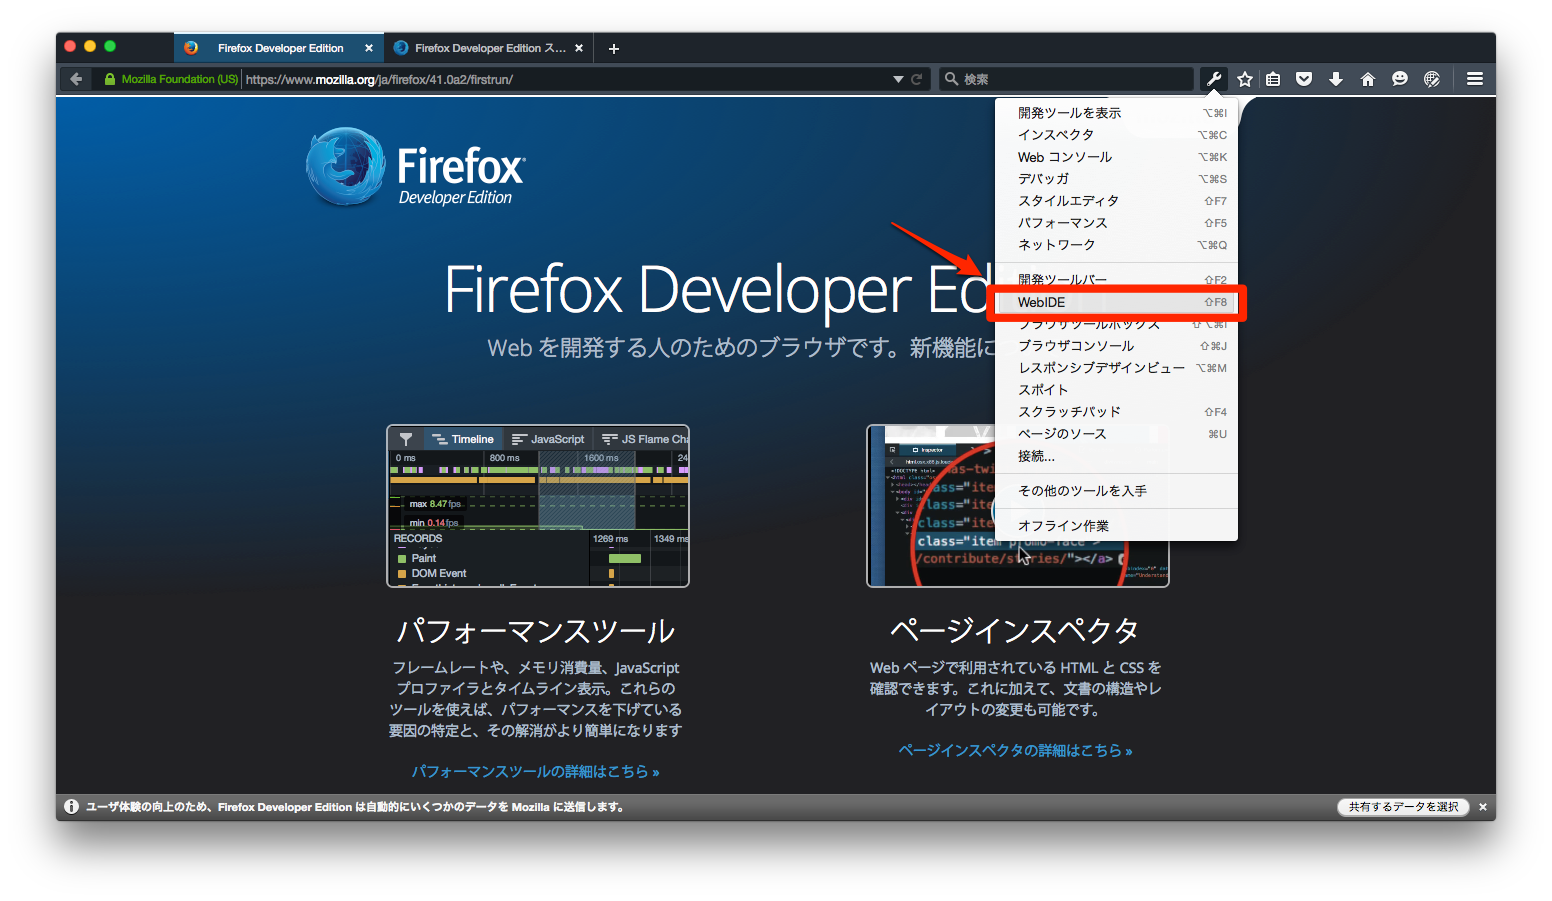 Firefox Developer Edition
Firefox Developer Edition ス...
Mozilla Foundation (US)
https://www.mozilla.org/ja/firefox/41.0a2/firstrun/
検索
開発ツールを表示 ⌥⌘I
インスペクタ ⌥⌘C
Web コンソール ⌥⌘K
デバッガ ⌥⌘S
スタイルエディタ ⇧F7
パフォーマンス ⇧F5
ネットワーク ⌥⌘Q
開発ツールバー ⇧F2
WebIDE ⇧F8
ブラウザツールボックス ⇧⌥⌘I
ブラウザコンソール ⇧⌘J
レスポンシブデザインビュー ⌥⌘M
スポイト
スクラッチパッド ⇧F4
ページのソース ⌘U
接続...
その他のツールを入手
オフライン作業
Firefox
Developer Edition
Firefox Developer Ed
Web を開発する人のためのブラウザです。新機能に
Timeline
JavaScript
JS Flame Cha
0 ms
800 ms
1600 ms
24
max 8.47 fps
min 0.14 fps
RECORDS
1269 ms
1349 ms
Paint
DOM Event
Inspector
<!DOCTYPE html>
class="item
class="item
class="item promo-face">
/contribute/stories/"></a>
パフォーマンスツール
フレームレートや、メモリ消費量、JavaScript
プロファイラとタイムライン表示。これらの
ツールを使えば、パフォーマンスを下げている
要因の特定と、その解消がより簡単になります
パフォーマンスツールの詳細はこちら »
ページインスペクタ
Web ページで利用されている HTML と CSS を
確認できます。これに加えて、文書の構造やレ
イアウトの変更も可能です。
ページインスペクタの詳細はこちら »
ユーザ体験の向上のため、Firefox Developer Edition は自動的にいくつかのデータを Mozilla に送信します。
共有するデータを選択